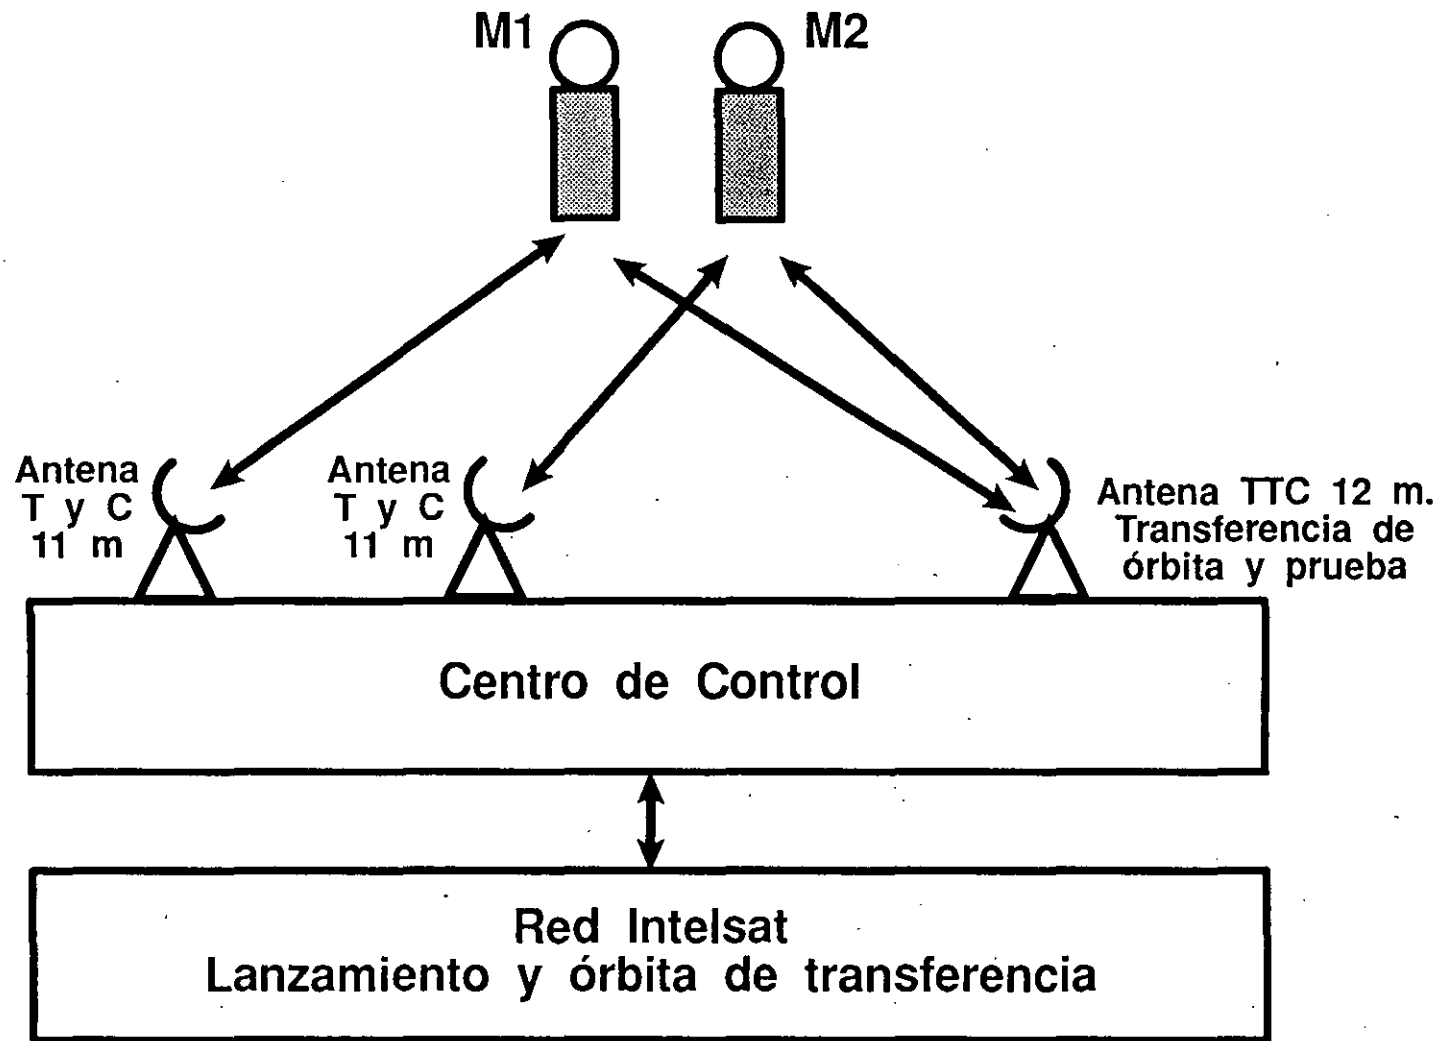 M1
M2
Antena
T y C
11 m
Antena
T y C
11 m
Antena TTC 12 m.
Transferencia de
órbita y prueba
Centro de Control
Red Intelsat
Lanzamiento y órbita de transferencia